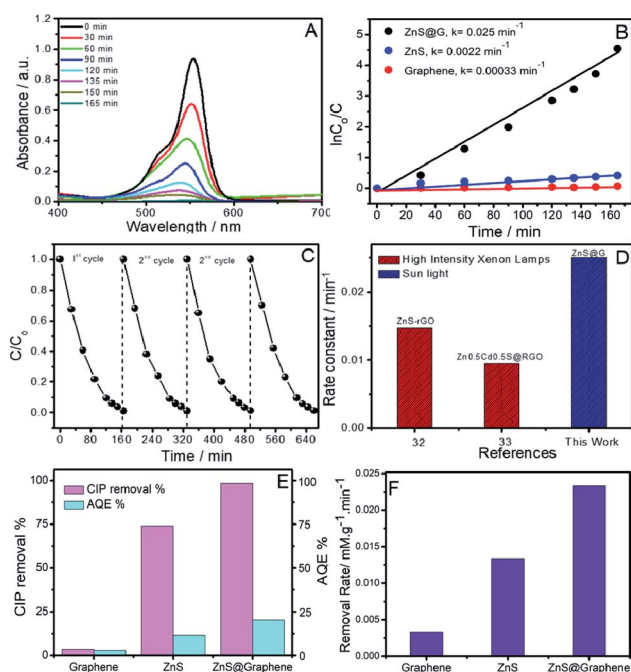 A
0 min
30 min
60 min
90 min
120 min
135 min
150 min
165 min
1.2
1.0
0.8
0.6
0.4
0.2
0.0
Absorbance / a.u.
400
500
600
700
Wavelength / nm
B
ZnS@G, k= 0.025 min⁻¹
ZnS, k= 0.0022 min⁻¹
Graphene, k= 0.00033 min⁻¹
5
4
3
2
1
0
lnC₀/C
0
20
40
60
80
100
120
140
160
Time / min
C
1ˢᵗ cycle
2ⁿᵈ cycle
2ⁿᵈ cycle
1.0
0.8
0.6
0.4
0.2
0.0
C/C₀
0
80
160
240
320
400
480
560
640
Time / min
D
High Intensity Xenon Lamps
Sun light
ZnS@G
ZnS-rGO
Zn0.5Cd0.5S@RGO
0.02
0.01
0.00
Rate constant / min⁻¹
32
33
This Work
References
E
CIP removal %
AQE %
100
75
50
25
0
CIP removal %
100
75
50
25
0
AQE %
Graphene
ZnS
ZnS@Graphene
F
0.025
0.020
0.015
0.010
0.005
0.000
Removal Rate/ mM.g⁻¹.min⁻¹
Graphene
ZnS
ZnS@Graphene